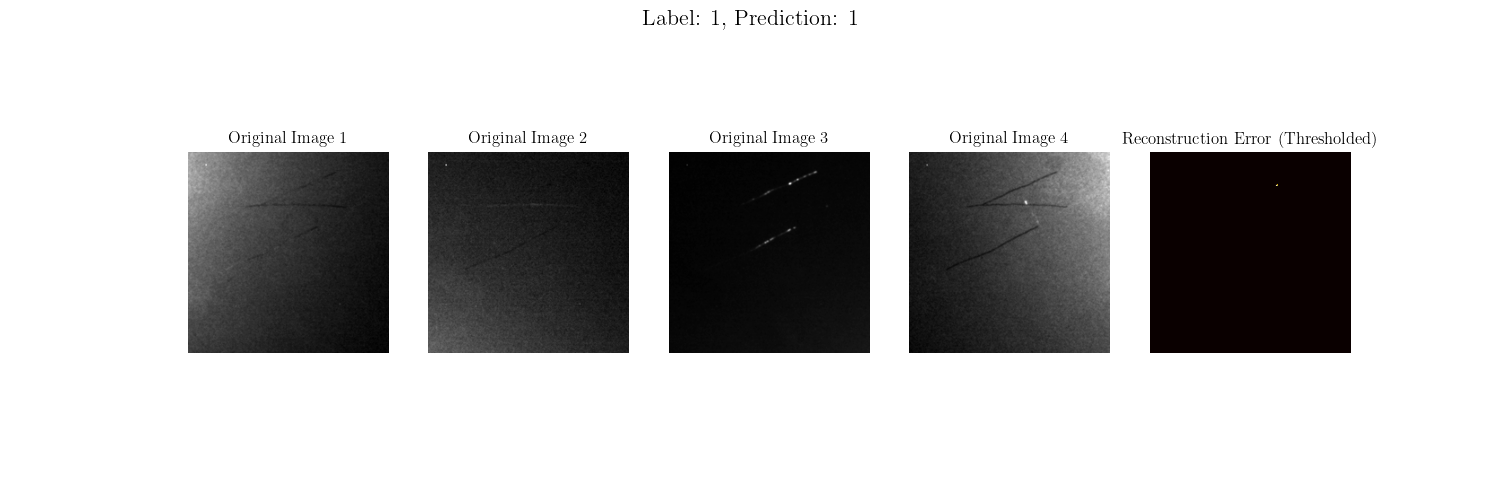 Label: 1, Prediction: 1
Original Image 1
Original Image 2
Original Image 3
Original Image 4
Reconstruction Error (Thresholded)